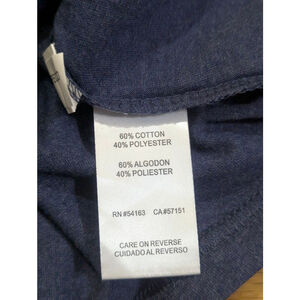 60% COTTON
40% POLYESTER
60% ALGODON
40% POLIESTER
RN #54163 CA#57151
CARE ON REVERSE
CUIDADO AL REVERSO